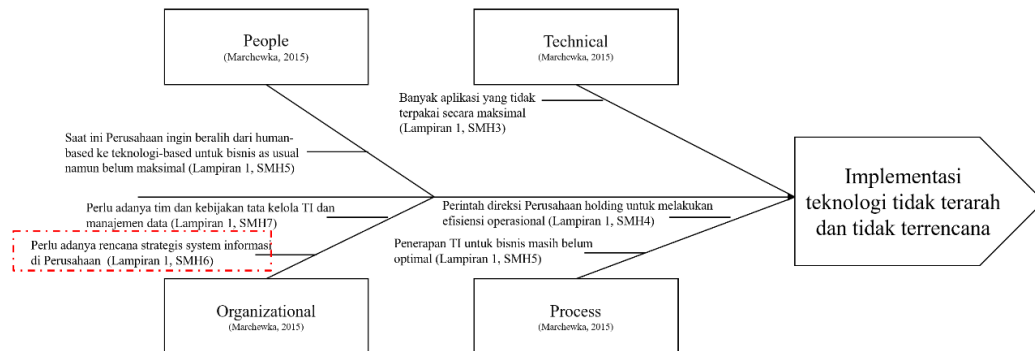 People
(Marchewka, 2015)
Technical
(Marchewka, 2015)
Banyak aplikasi yang tidak
terpakai secara maksimal
(Lampiran 1, SMH3)
Saat ini Perusahaan ingin beralih dari human-
based ke teknologi-based untuk bisnis as usual
namun belum maksimal (Lampiran 1, SMH5)
Implementasi
teknologi tidak terarah
dan tidak terrencana
Perlu adanya tim dan kebijakan tata kelola TI dan
manajemen data (Lampiran 1, SMH7)
Perintah direksi Perusahaan holding untuk melakukan
efisiensi operasional (Lampiran 1, SMH4)
Perlu adanya rencana strategis system informasi
di Perusahaan (Lampiran 1, SMH6)
Penerapan TI untuk bisnis masih belum
optimal (Lampiran 1, SMH5)
Organizational
(Marchewka, 2015)
Process
(Marchewka, 2015)